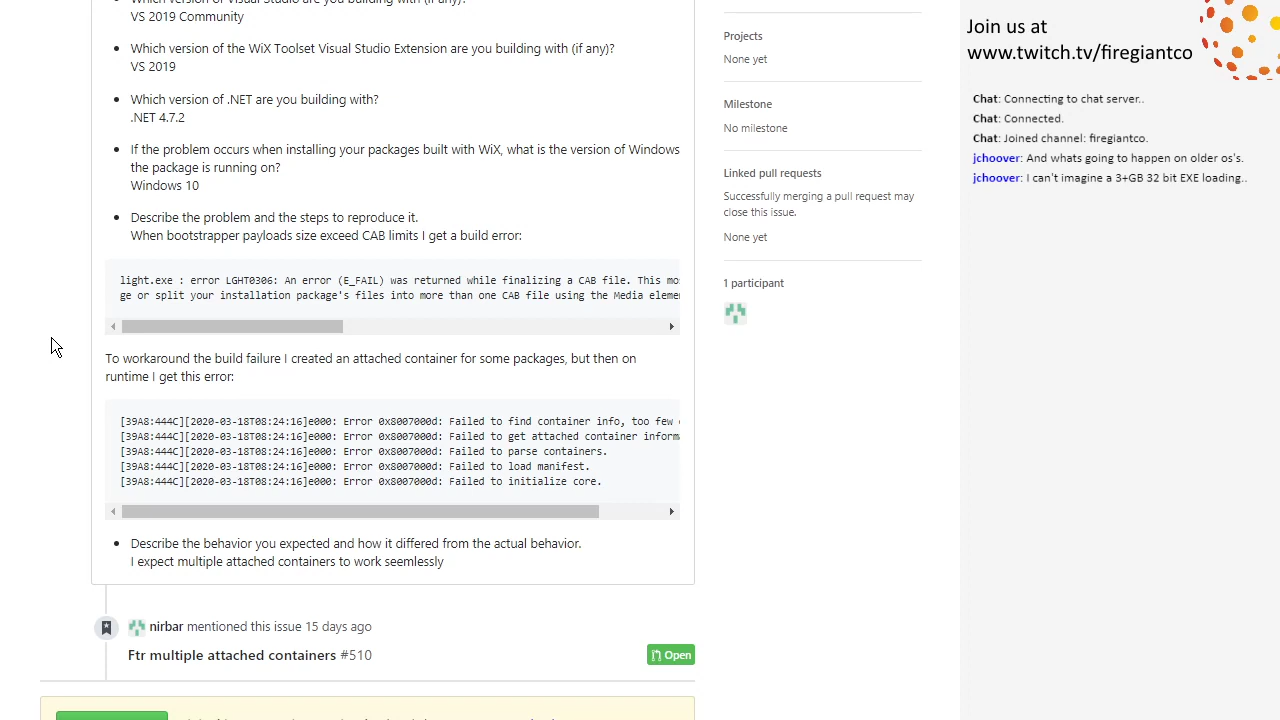 Which version of Visual Studio are you building with (if any)?
VS 2019 Community
Which version of the WiX Toolset Visual Studio Extension are you building with (if any)?
VS 2019
Which version of .NET are you building with?
.NET 4.7.2
If the problem occurs when installing your packages built with WiX, what is the version of Windows
the package is running on?
Windows 10
Describe the problem and the steps to reproduce it.
When bootstrapper payloads size exceed CAB limits I get a build error:
light.exe : error LGHT0306: An error (E_FAIL) was returned while finalizing a CAB file. This mo
ge or split your installation package's files into more than one CAB file using the Media eleme
To workaround the build failure I created an attached container for some packages, but then on
runtime I get this error:
[39A8:444C][2020-03-18T08:24:16]e000: Error 0x8007000d: Failed to find container info, too few
[39A8:444C][2020-03-18T08:24:16]e000: Error 0x8007000d: Failed to get attached container inform
[39A8:444C][2020-03-18T08:24:16]e000: Error 0x8007000d: Failed to parse containers.
[39A8:444C][2020-03-18T08:24:16]e000: Error 0x8007000d: Failed to load manifest.
[39A8:444C][2020-03-18T08:24:16]e000: Error 0x8007000d: Failed to initialize core.
Describe the behavior you expected and how it differed from the actual behavior.
I expect multiple attached containers to work seemlessly
nirbar mentioned this issue 15 days ago
Ftr multiple attached containers #510
Open
Projects
None yet
Milestone
No milestone
Linked pull requests
Successfully merging a pull request may
close this issue.
None yet
1 participant
Join us at
www.twitch.tv/firegiantco
Chat: Connecting to chat server..
Chat: Connected.
Chat: Joined channel: firegiantco.
jchoover: And whats going to happen on older os's.
jchoover: I can't imagine a 3+GB 32 bit EXE loading..